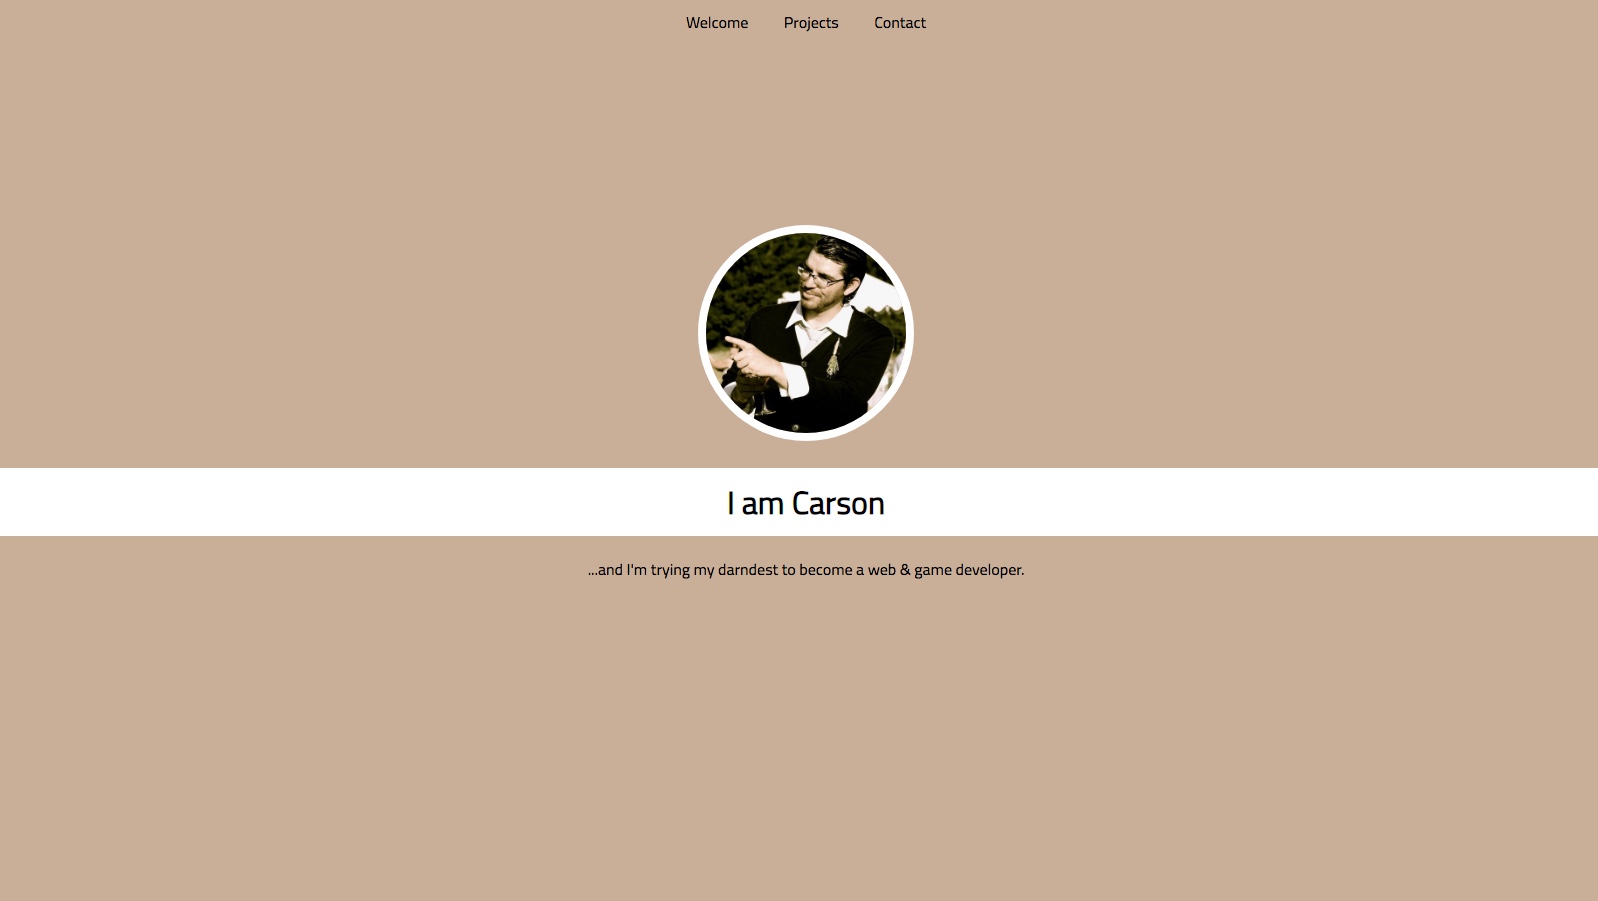 Welcome Projects Contact
I am Carson
...and I'm trying my darndest to become a web & game developer.